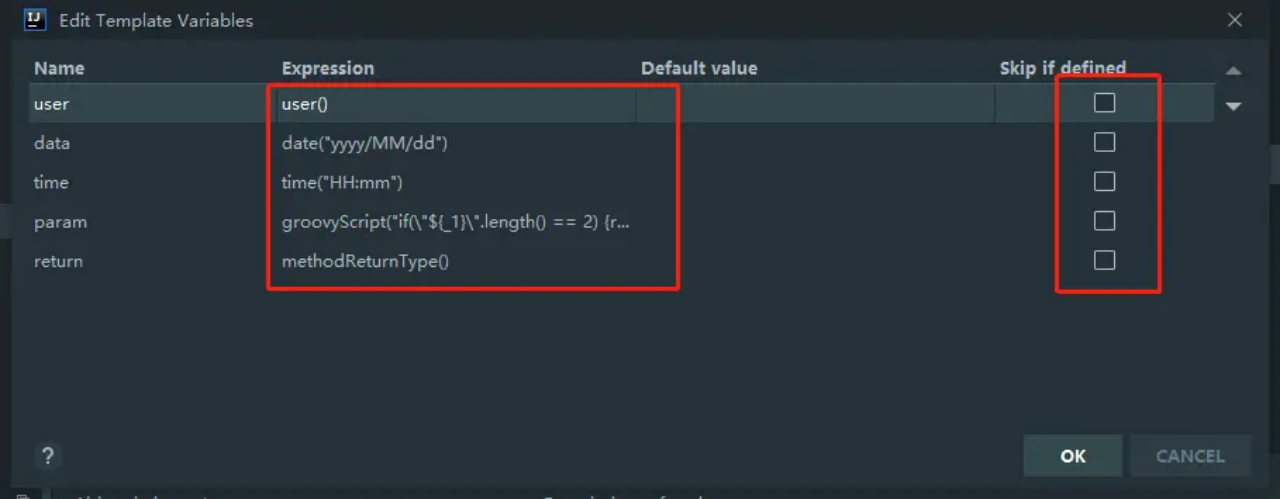 IJ Edit Template Variables
Name Expression Default value Skip if defined
user user()
data date("yyyy/MM/dd")
time time("HH:mm")
param groovyScript("if(\"${_1}\".length() == 2) {r...
return methodReturnType()
? OK CANCEL